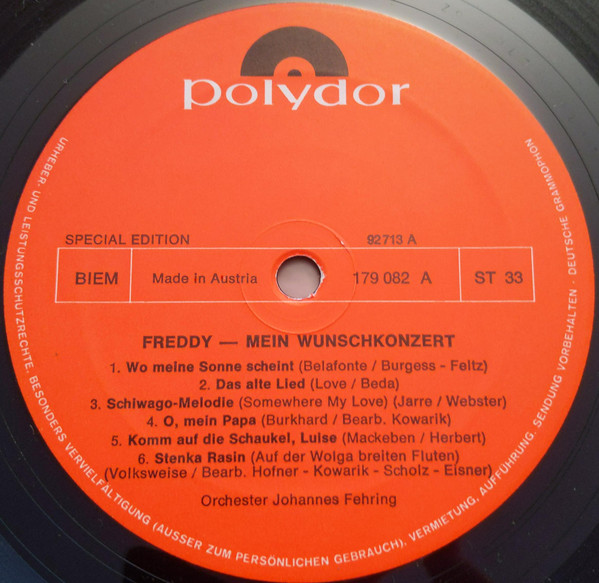 polydor
SPECIAL EDITION 92713 A
BIEM Made in Austria 179 082 A ST 33
FREDDY — MEIN WUNSCHKONZERT
1. Wo meine Sonne scheint (Belafonte / Burgess - Feltz)
2. Das alte Lied (Love / Beda)
3. Schiwago-Melodie (Somewhere My Love) (Jarre / Webster)
4. O, mein Papa (Burkhard / Bearb. Kowarik)
5. Komm auf die Schaukel, Luise (Mackeben / Herbert)
6. Stenka Rasin (Auf der Wolga breiten Fluten)
(Volksweise / Bearb. Hofner - Kowarik - Scholz - Eisner)
Orchester Johannes Fehring
URHEBER- UND LEISTUNGSSCHUTZRECHTE, BESONDERS VERVIELFÄLTIGUNG (AUSSER ZUM PERSÖNLICHEN GEBRAUCH), VERMIETUNG, AUFFÜHRUNG, SENDUNG VORBEHALTEN · DEUTSCHE GRAMMOPHON